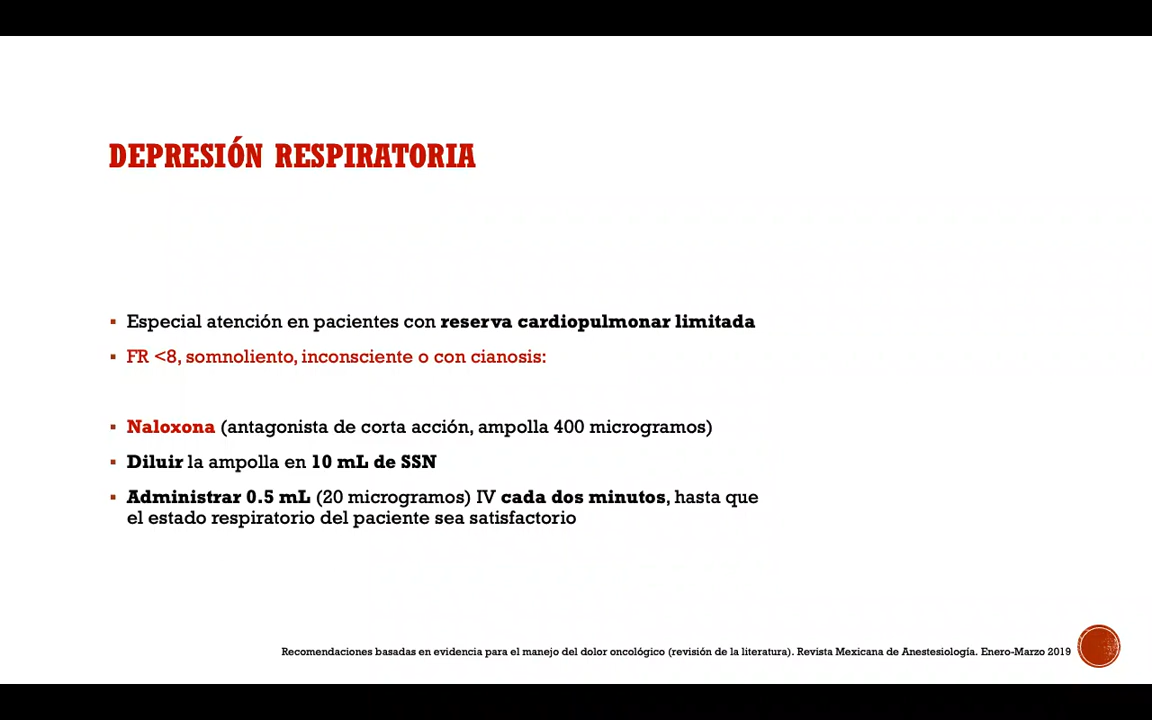 DEPRESIÓN RESPIRATORIA
▪ Especial atención en pacientes con reserva cardiopulmonar limitada
▪ FR <8, somnoliento, inconsciente o con cianosis:
▪ Naloxona (antagonista de corta acción, ampolla 400 microgramos)
▪ Diluir la ampolla en 10 mL de SSN
▪ Administrar 0.5 mL (20 microgramos) IV cada dos minutos, hasta que
el estado respiratorio del paciente sea satisfactorio
Recomendaciones basadas en evidencia para el manejo del dolor oncológico (revisión de la literatura). Revista Mexicana de Anestesiología. Enero-Marzo 2019